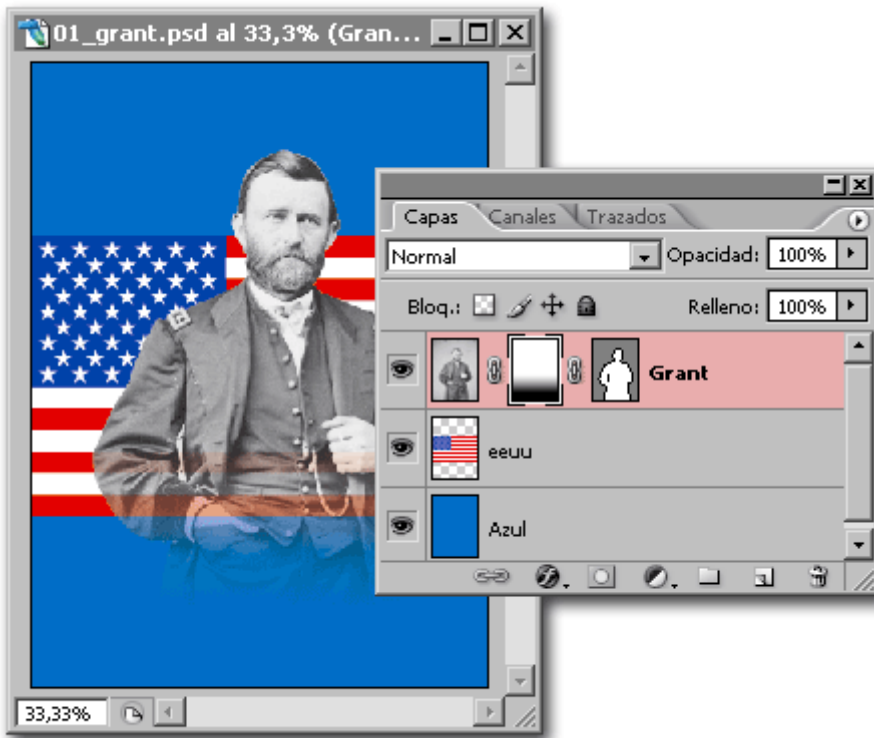 01_grant.psd al 33,3% (Gran...
Capas Canales Trazados
Normal Opacidad: 100%
Bloq.: Relleno: 100%
Grant
eeuu
Azul
33,33%